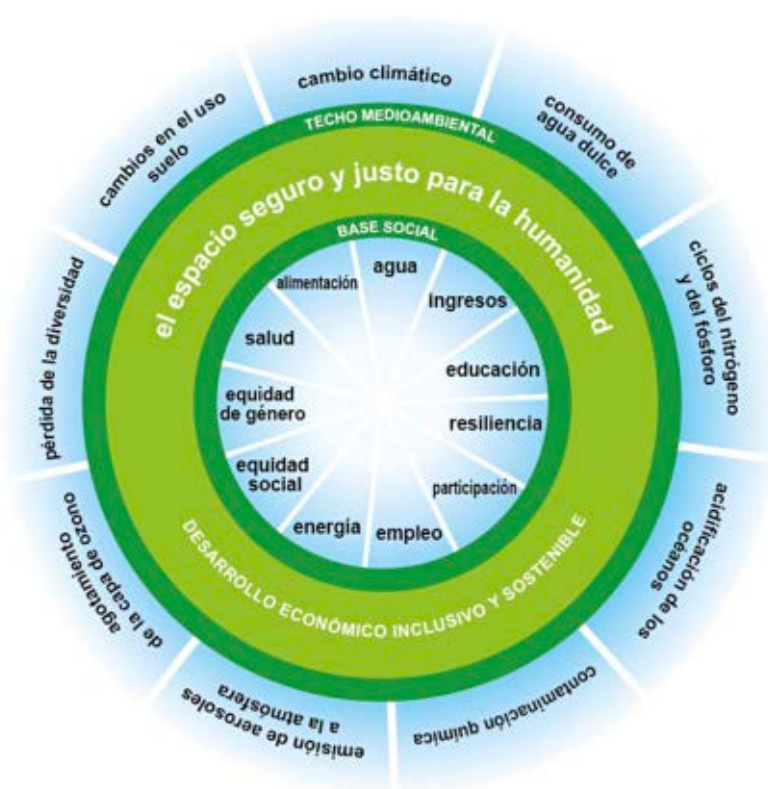 cambio climático
consumo de
agua dulce
ciclos del nitrógeno
y del fósforo
acidificación de los
océanos
contaminación química
emisión de aerosoles
a la atmósfera
agotamiento
de la capa de ozono
pérdida de la diversidad
cambios en el uso
suelo
TECHO MEDIOAMBIENTAL
el espacio seguro y justo para la humanidad
BASE SOCIAL
agua
ingresos
educación
resiliencia
participación
empleo
energía
equidad
social
equidad
de género
salud
alimentación
DESARROLLO ECONÓMICO INCLUSIVO Y SOSTENIBLE